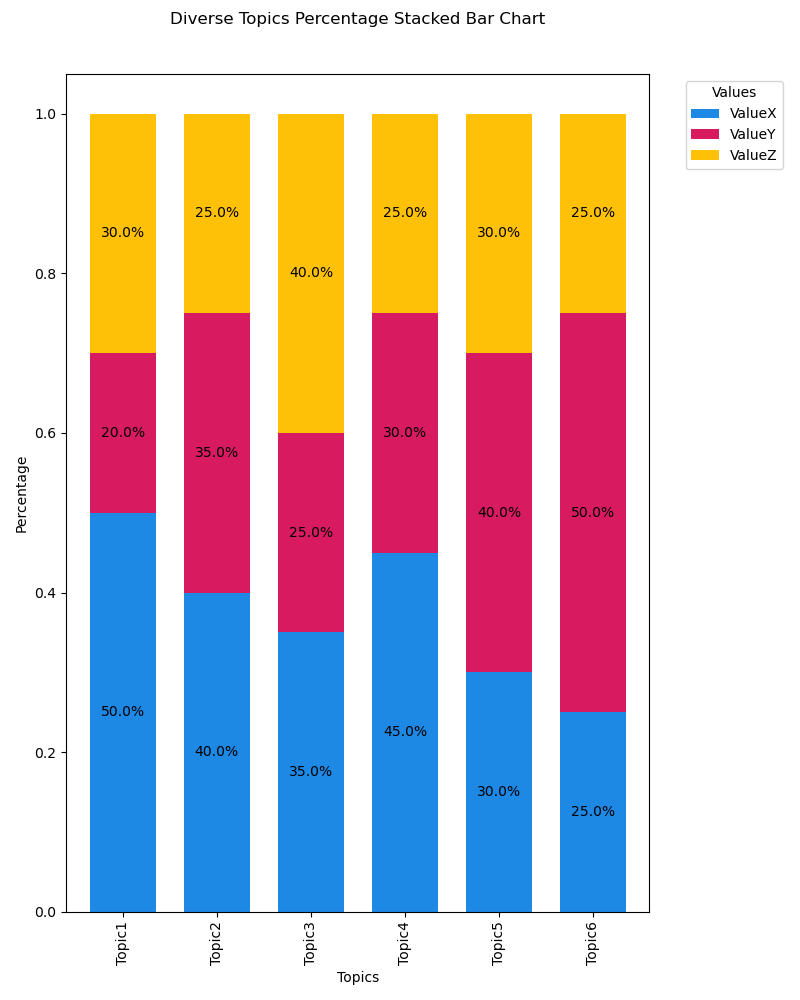 Diverse Topics Percentage Stacked Bar Chart
Values
ValueX
ValueY
ValueZ
Percentage
1.0
0.8
0.6
0.4
0.2
0.0
30.0%
25.0%
40.0%
25.0%
30.0%
25.0%
20.0%
35.0%
25.0%
30.0%
40.0%
50.0%
50.0%
40.0%
35.0%
45.0%
30.0%
25.0%
Topic1
Topic2
Topic3
Topic4
Topic5
Topic6
Topics